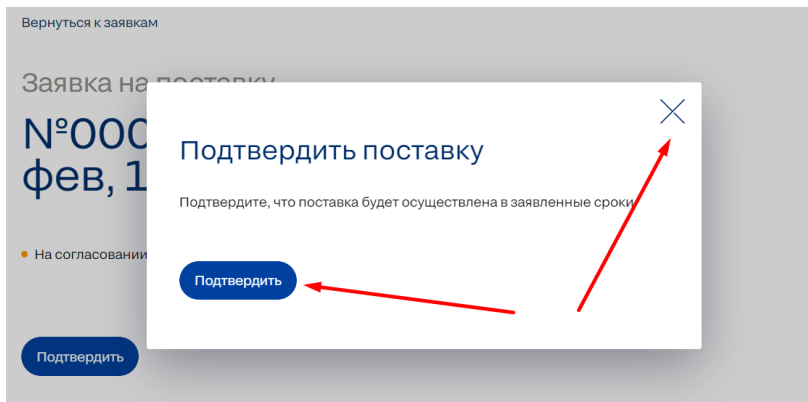 Вернуться к заявкам
Заявка на поставку
№000
фев, 1
Подтвердить поставку
Подтвердите, что поставка будет осуществлена в заявленные сроки
На согласовании
Подтвердить
Подтвердить